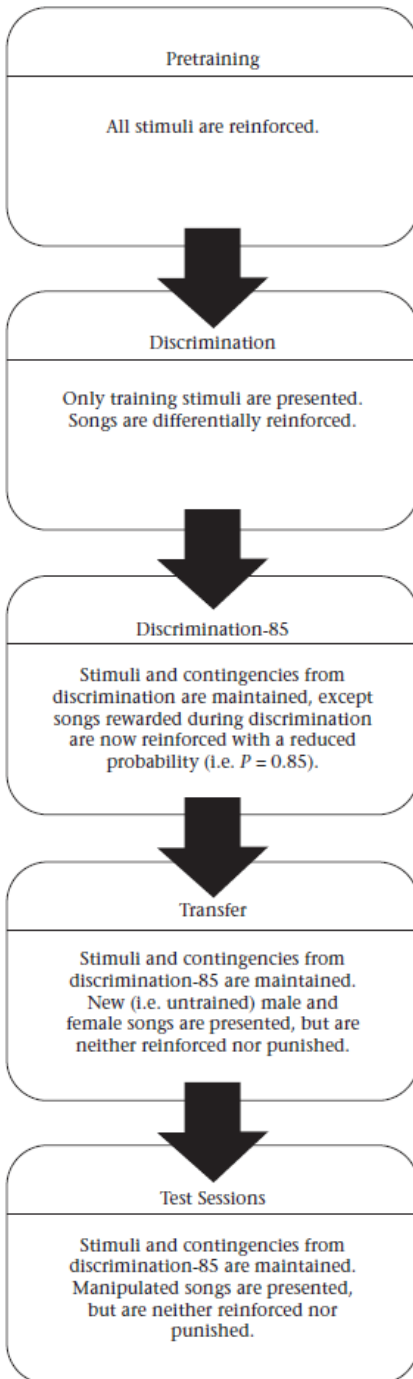 Pretraining
All stimuli are reinforced.
Discrimination
Only training stimuli are presented.
Songs are differentially reinforced.
Discrimination-85
Stimuli and contingencies from
discrimination are maintained, except
songs rewarded during discrimination
are now reinforced with a reduced
probability (i.e. P = 0.85).
Transfer
Stimuli and contingencies from
discrimination-85 are maintained.
New (i.e. untrained) male and
female songs are presented, but are
neither reinforced nor punished.
Test Sessions
Stimuli and contingencies from
discrimination-85 are maintained.
Manipulated songs are presented,
but are neither reinforced nor
punished.